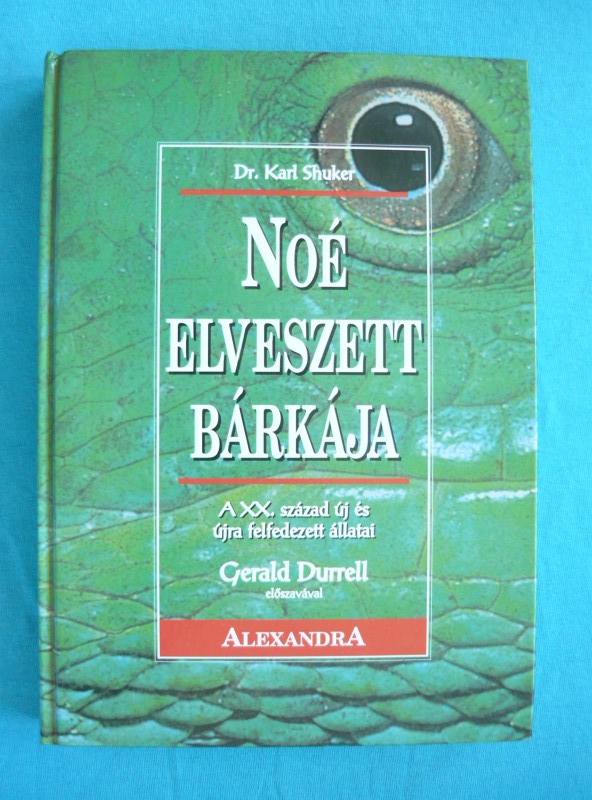 Dr. Karl Shuker
NOÉ
ELVESZETT
BÁRKÁJA
A XX. század új és
újra felfedezett állatai
Gerald Durrell
előszavával
ALEXANDRA